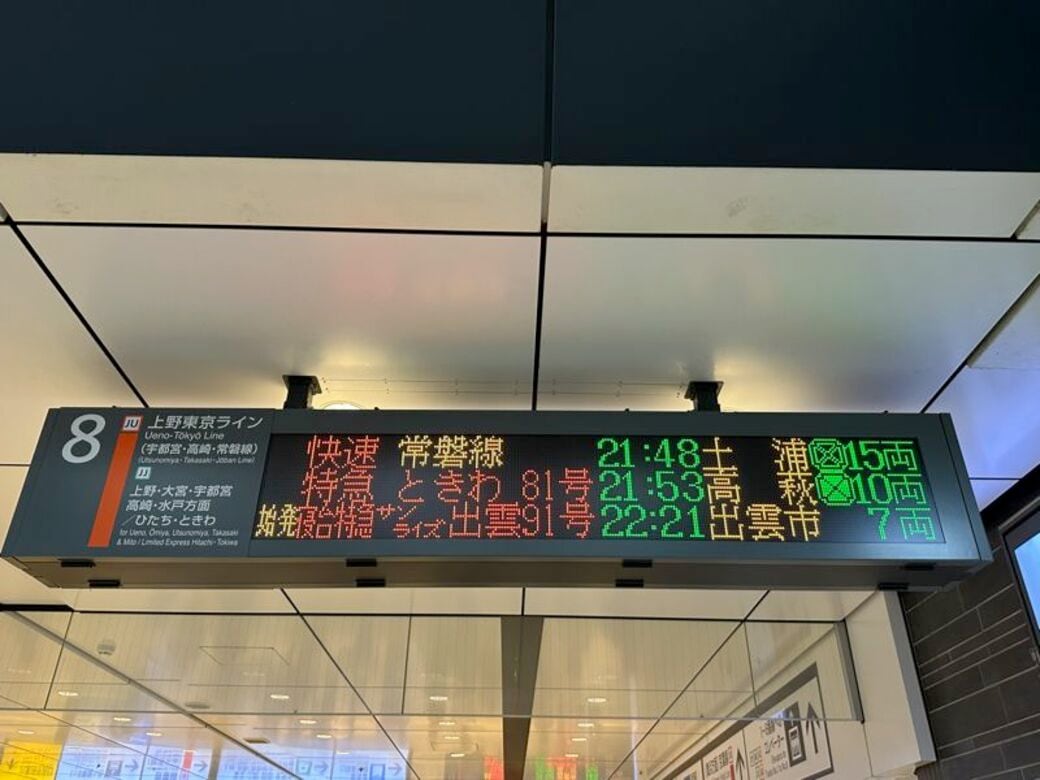 8
JU 上野東京ライン
Ueno-Tōkyō Line
(宇都宮・高崎・常磐線)
(Utsunomiya・Takasaki・Jōban Line)
JJ
上野・大宮・宇都宮
高崎・水戸方面
／ひたち・ときわ
for Ueno, Ōmiya, Utsunomiya, Takasaki
& Mito / Limited Express Hitachi・Tokiwa
快速 常磐線 21:48 土浦 15両
特急 ときわ 81号 21:53 高萩 10両
始発 寝台特急 サンライズ出雲91号 22:21 出雲市 7両